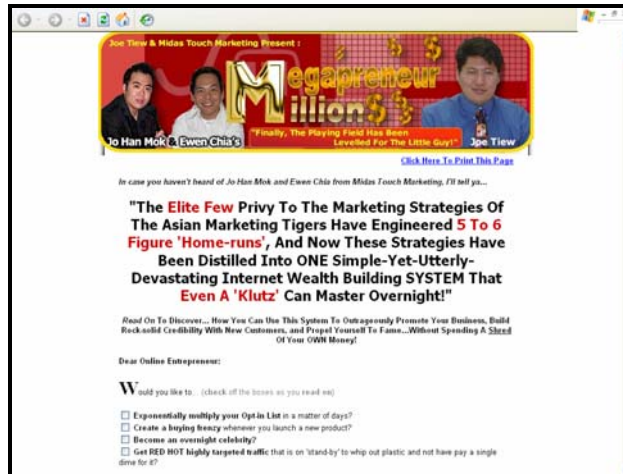 Joe Tiew & Midas Touch Marketing Present :
Megapreneur
Million$
Jo Han Mok & Ewen Chia's
"Finally, The Playing Field Has Been
Levelled For The Little Guy!"
Joe Tiew
Click Here To Print This Page
In case you haven't heard of Jo Han Mok and Ewen Chia from Midas Touch Marketing, I'll tell ya...
"The Elite Few Privy To The Marketing Strategies Of
The Asian Marketing Tigers Have Engineered 5 To 6
Figure 'Home-runs', And Now These Strategies Have
Been Distilled Into ONE Simple-Yet-Utterly-
Devastating Internet Wealth Building SYSTEM That
Even A 'Klutz' Can Master Overnight!"
Read On To Discover... How You Can Use This System To Outrageously Promote Your Business, Build
Rock-solid Credibility With New Customers, and Propel Yourself To Fame...Without Spending A Shred
Of Your OWN Money!
Dear Online Entrepreneur:
Would you like to... (check off the boxes as you read on)
Exponentially multiply your Opt-in List in a matter of days?
Create a buying frenzy whenever you launch a new product?
Become an overnight celebrity?
Get RED HOT highly targeted traffic that is on 'stand-by' to whip out plastic and not have pay a single
dime for it?